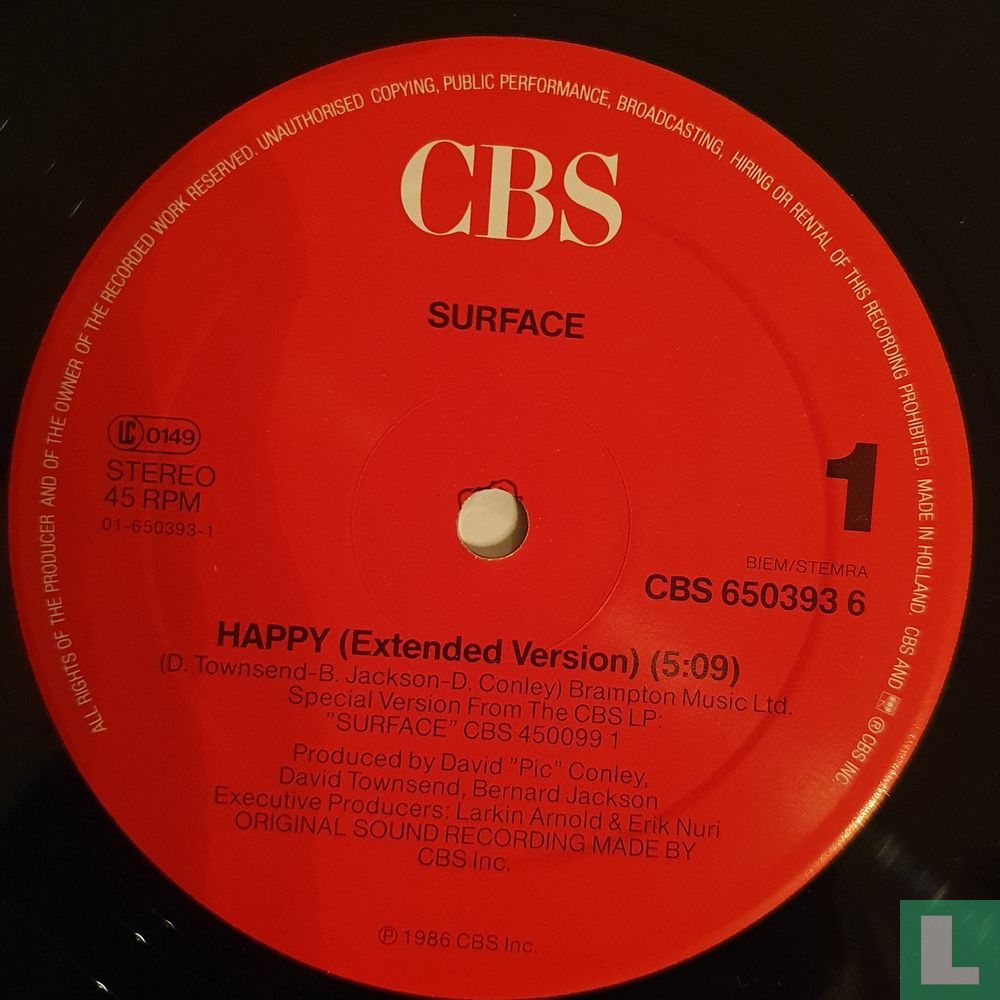 ALL RIGHTS OF THE PRODUCER AND OF THE OWNER OF THE RECORDED WORK RESERVED. UNAUTHORISED COPYING, PUBLIC PERFORMANCE, BROADCASTING, HIRING OR RENTAL OF THIS RECORDING PROHIBITED. MADE IN HOLLAND. CBS AND ® CBS INC.
CBS
SURFACE
LC 0149
STEREO
45 RPM
01-650393-1
1
BIEM/STEMRA
CBS 650393 6
HAPPY (Extended Version) (5:09)
(D. Townsend-B. Jackson-D. Conley) Brampton Music Ltd.
Special Version From The CBS LP:
"SURFACE" CBS 450099 1
Produced by David "Pic" Conley,
David Townsend, Bernard Jackson
Executive Producers: Larkin Arnold & Erik Nuri
ORIGINAL SOUND RECORDING MADE BY
CBS Inc.
℗ 1986 CBS Inc.
L